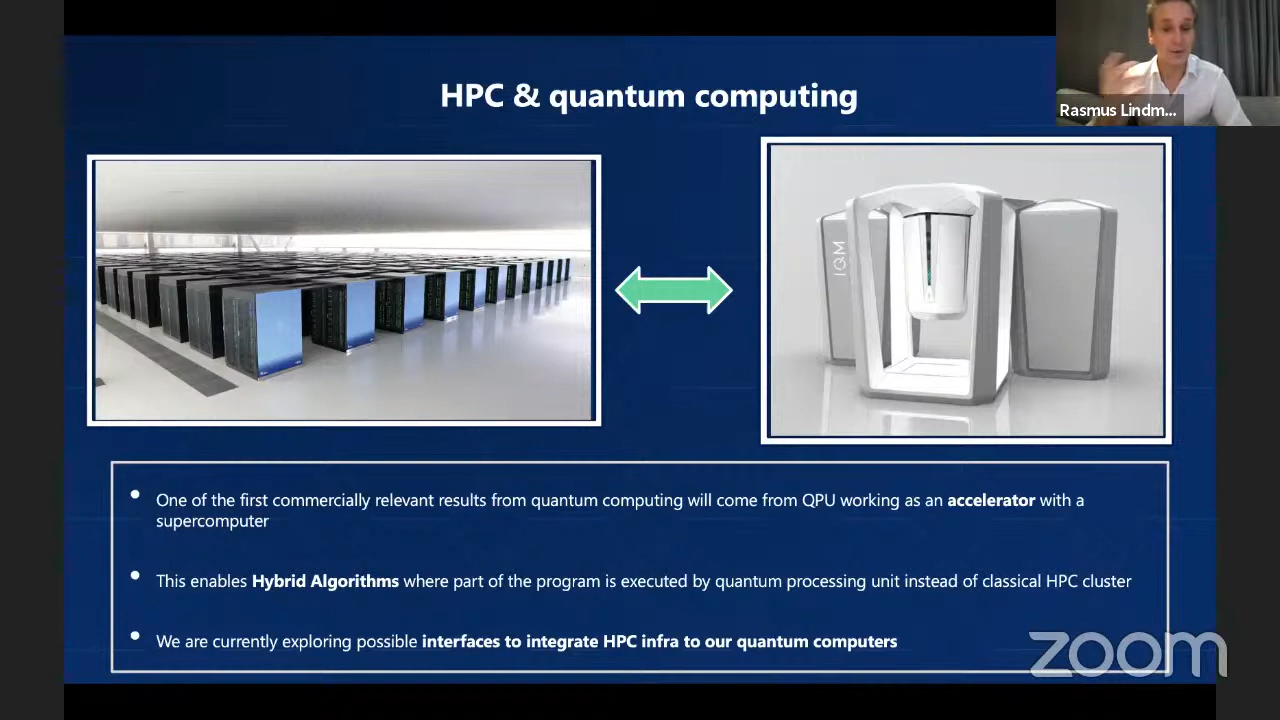 HPC & quantum computing
Rasmus Lindm...
IQM
One of the first commercially relevant results from quantum computing will come from QPU working as an accelerator with a
supercomputer
This enables Hybrid Algorithms where part of the program is executed by quantum processing unit instead of classical HPC cluster
We are currently exploring possible interfaces to integrate HPC infra to our quantum computers
zoom